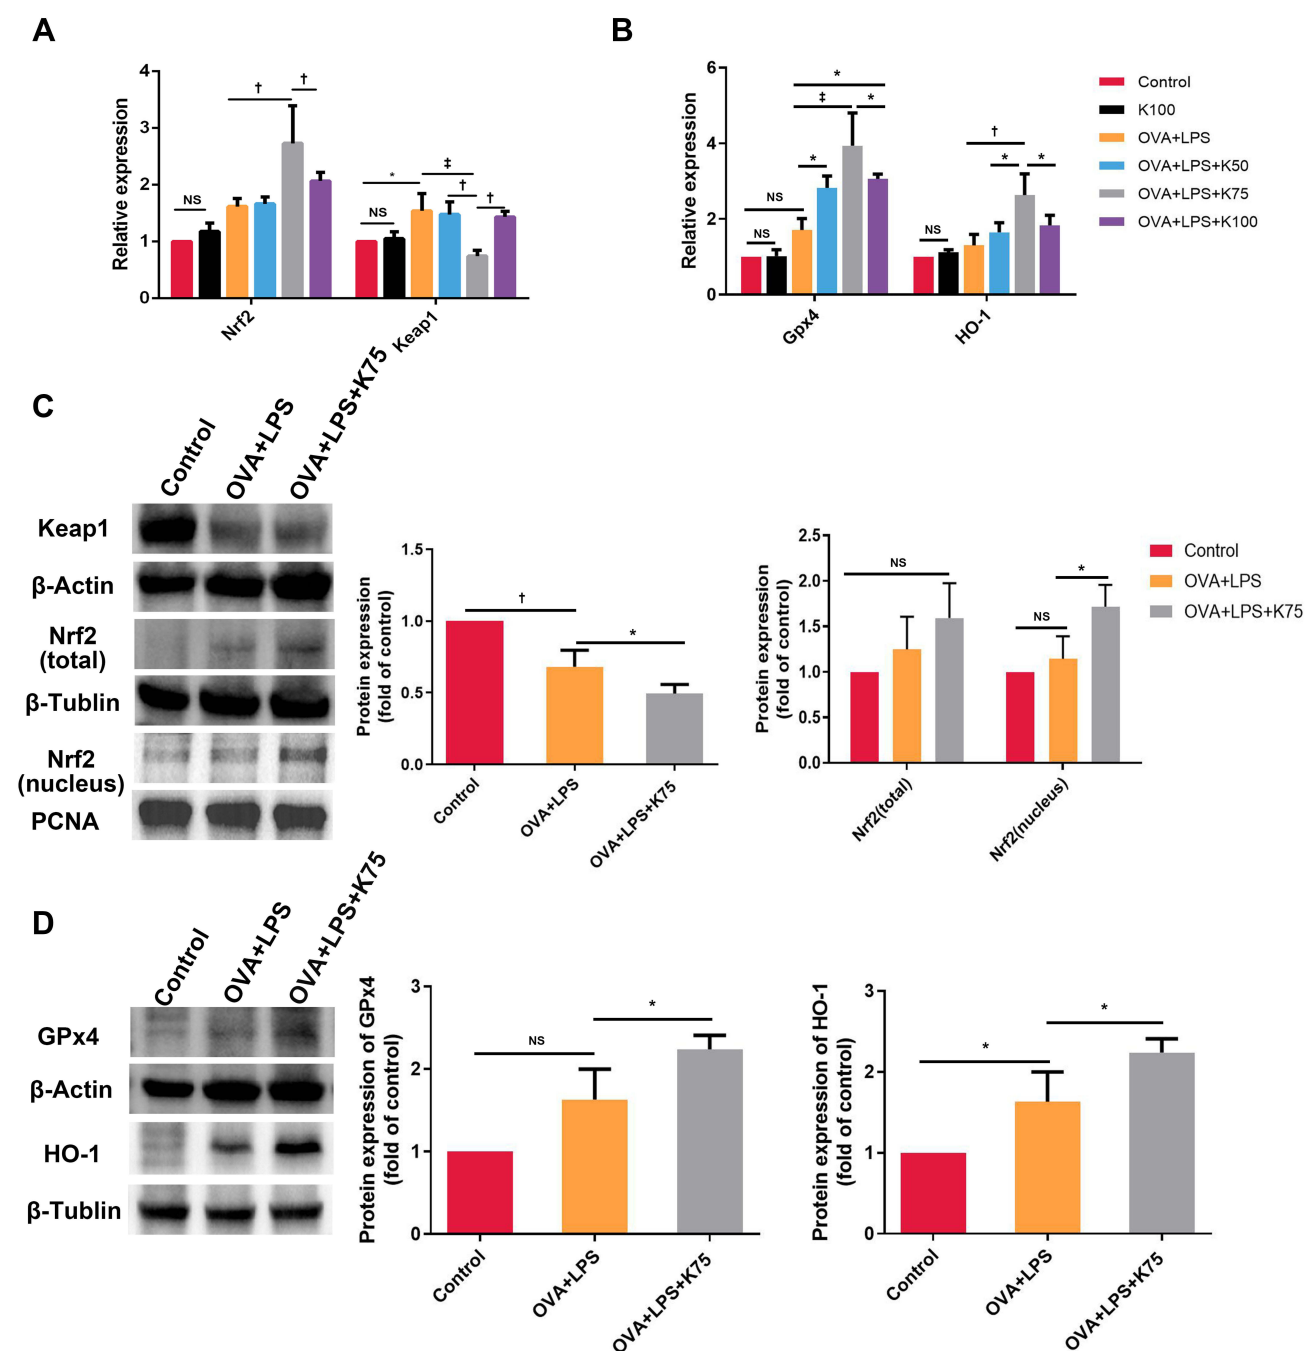 A
B
4
3
2
1
0
Relative expression
NS
†
†
NS
*
‡
†
†
Nrf2
Keap1
6
4
2
0
Relative expression
NS
NS
*
‡
*
*
NS
†
*
*
Gpx4
HO-1
Control
K100
OVA+LPS
OVA+LPS+K50
OVA+LPS+K75
OVA+LPS+K100
C
Control
OVA+LPS
OVA+LPS+K75
Keap1
β-Actin
Nrf2
(total)
β-Tublin
Nrf2
(nucleus)
PCNA
Protein expression
(fold of control)
1.5
1.0
0.5
0.0
†
*
Control
OVA+LPS
OVA+LPS+K75
Protein expression
(fold of control)
2.5
2.0
1.5
1.0
0.5
0.0
NS
NS
*
Nrf2(total)
Nrf2(nucleus)
Control
OVA+LPS
OVA+LPS+K75
D
Control
OVA+LPS
OVA+LPS+K75
GPx4
β-Actin
HO-1
β-Tublin
Protein expression of GPx4
(fold of control)
3
2
1
0
NS
*
Control
OVA+LPS
OVA+LPS+K75
Protein expression of HO-1
(fold of control)
3
2
1
0
*
*
Control
OVA+LPS
OVA+LPS+K75